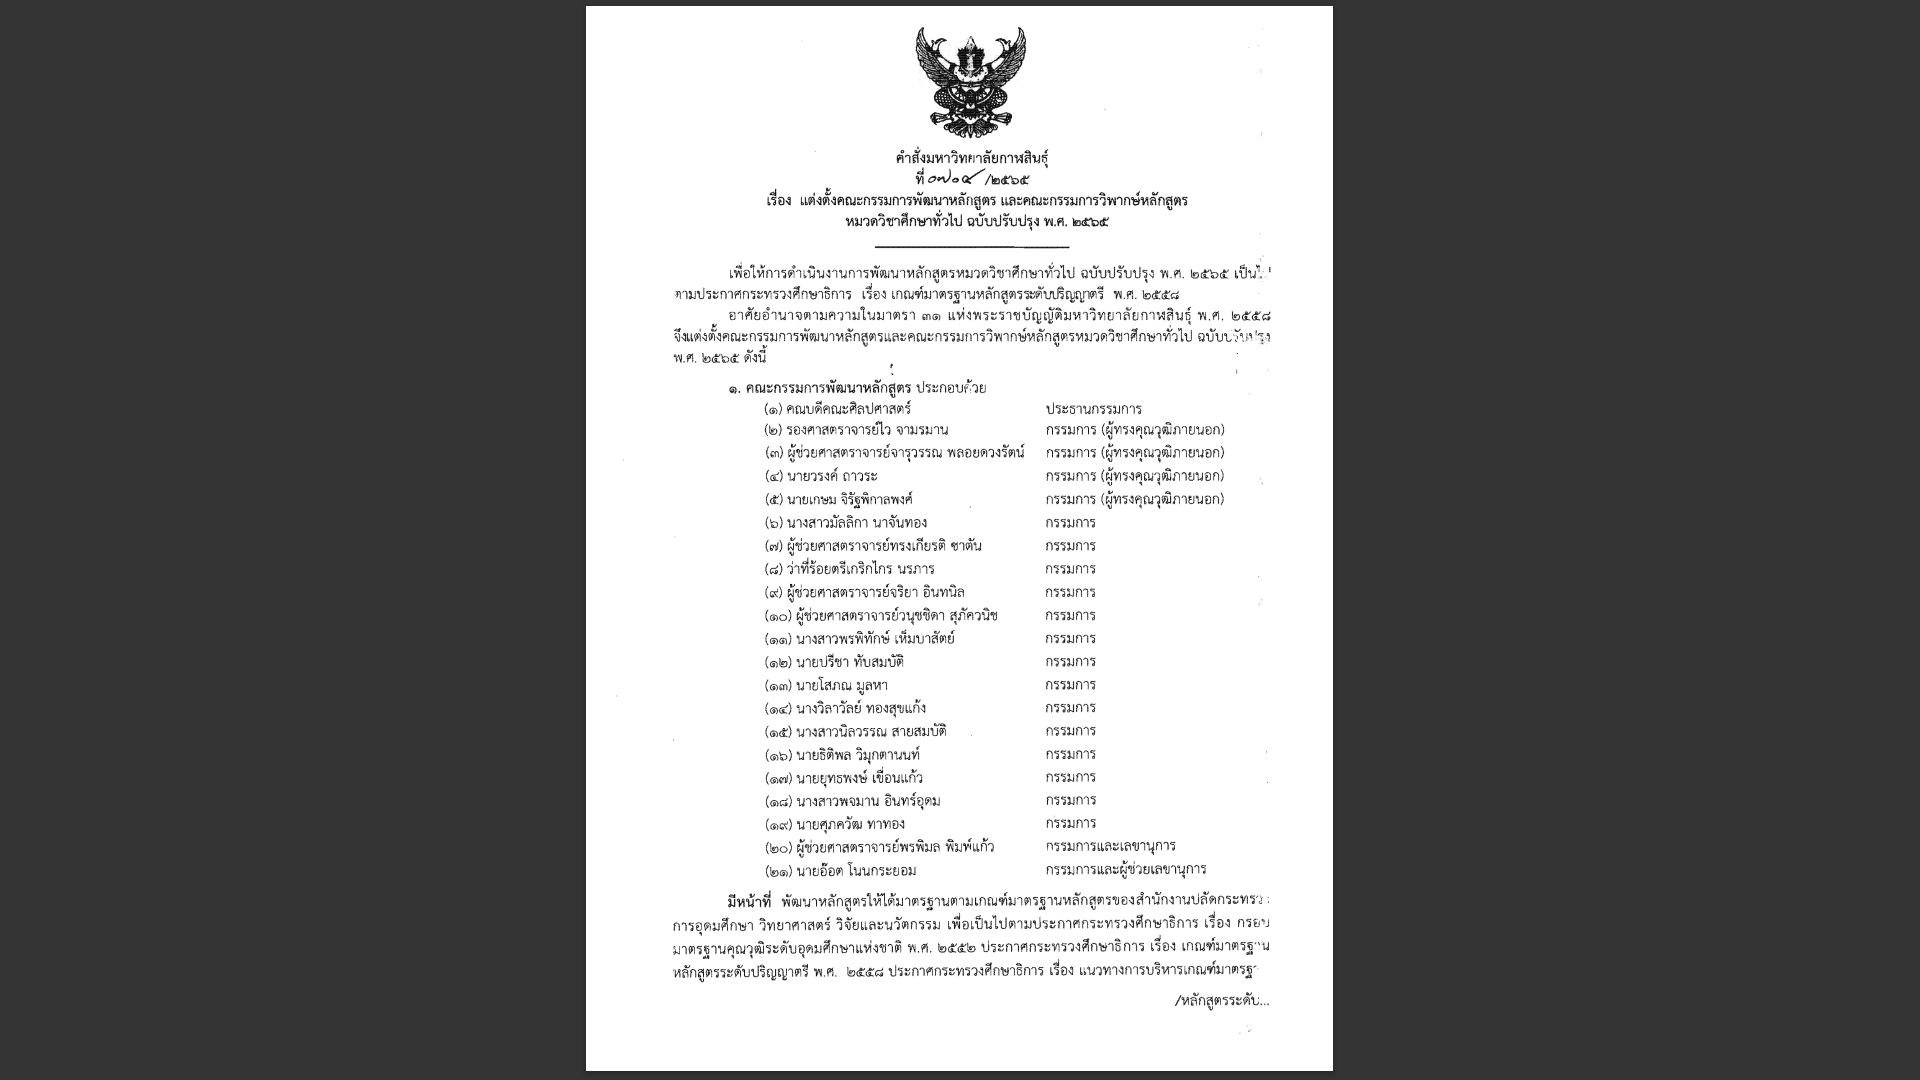 คำสั่งมหาวิทยาลัยกาฬสินธุ์
ที่ ๐๗๐๔ /๒๕๖๕
เรื่อง แต่งตั้งคณะกรรมการพัฒนาหลักสูตร และคณะกรรมการวิพากษ์หลักสูตร
หมวดวิชาศึกษาทั่วไป ฉบับปรับปรุง พ.ศ. ๒๕๖๕
เพื่อให้การดำเนินงานการพัฒนาหลักสูตรหมวดวิชาศึกษาทั่วไป ฉบับปรับปรุง พ.ศ. ๒๕๖๕ เป็นไป
ตามประกาศกระทรวงศึกษาธิการ เรื่อง เกณฑ์มาตรฐานหลักสูตรระดับปริญญาตรี พ.ศ. ๒๕๕๘
อาศัยอำนาจตามความในมาตรา ๓๑ แห่งพระราชบัญญัติมหาวิทยาลัยกาฬสินธุ์ พ.ศ. ๒๕๕๘
จึงแต่งตั้งคณะกรรมการพัฒนาหลักสูตรและคณะกรรมการวิพากษ์หลักสูตรหมวดวิชาศึกษาทั่วไป ฉบับปรับปรุง
พ.ศ. ๒๕๖๕ ดังนี้
๑. คณะกรรมการพัฒนาหลักสูตร ประกอบด้วย
(๑) คณบดีคณะศิลปศาสตร์ ประธานกรรมการ
(๒) รองศาสตราจารย์ไว จามรมาน กรรมการ (ผู้ทรงคุณวุฒิภายนอก)
(๓) ผู้ช่วยศาสตราจารย์จารุวรรณ พลอยดวงรัตน์ กรรมการ (ผู้ทรงคุณวุฒิภายนอก)
(๔) นายวรงค์ ถาวระ กรรมการ (ผู้ทรงคุณวุฒิภายนอก)
(๕) นายเกษม จิรัฐพิกาลพงศ์ กรรมการ (ผู้ทรงคุณวุฒิภายนอก)
(๖) นางสาวมัลลิกา นาจันทอง กรรมการ
(๗) ผู้ช่วยศาสตราจารย์ทรงเกียรติ ซาตัน กรรมการ
(๘) ว่าที่ร้อยตรีเกริกไกร นรภาร กรรมการ
(๙) ผู้ช่วยศาสตราจารย์จริยา อินทนิล กรรมการ
(๑๐) ผู้ช่วยศาสตราจารย์วนุชชิดา สุภัควนิช กรรมการ
(๑๑) นางสาวพรพิทักษ์ เห็มบาสัตย์ กรรมการ
(๑๒) นายปรีชา ทับสมบัติ กรรมการ
(๑๓) นายโสภณ มูลหา กรรมการ
(๑๔) นางวิลาวัลย์ ทองสุขแก้ง กรรมการ
(๑๕) นางสาวนิลวรรณ สายสมบัติ กรรมการ
(๑๖) นายธิติพล วิมุกตานนท์ กรรมการ
(๑๗) นายยุทธพงษ์ เขื่อนแก้ว กรรมการ
(๑๘) นางสาวพจมาน อินทร์อุดม กรรมการ
(๑๙) นายศุภควัฒ ทาทอง กรรมการ
(๒๐) ผู้ช่วยศาสตราจารย์พรพิมล พิมพ์แก้ว กรรมการและเลขานุการ
(๒๑) นายอ๊อต โนนกระยอม กรรมการและผู้ช่วยเลขานุการ
มีหน้าที่ พัฒนาหลักสูตรให้ได้มาตรฐานตามเกณฑ์มาตรฐานหลักสูตรของสำนักงานปลัดกระทรวง
การอุดมศึกษา วิทยาศาสตร์ วิจัยและนวัตกรรม เพื่อเป็นไปตามประกาศกระทรวงศึกษาธิการ เรื่อง กรอบ
มาตรฐานคุณวุฒิระดับอุดมศึกษาแห่งชาติ พ.ศ. ๒๕๕๒ ประกาศกระทรวงศึกษาธิการ เรื่อง เกณฑ์มาตรฐาน
หลักสูตรระดับปริญญาตรี พ.ศ. ๒๕๕๘ ประกาศกระทรวงศึกษาธิการ เรื่อง แนวทางการบริหารเกณฑ์มาตรฐาน
/หลักสูตรระดับ...